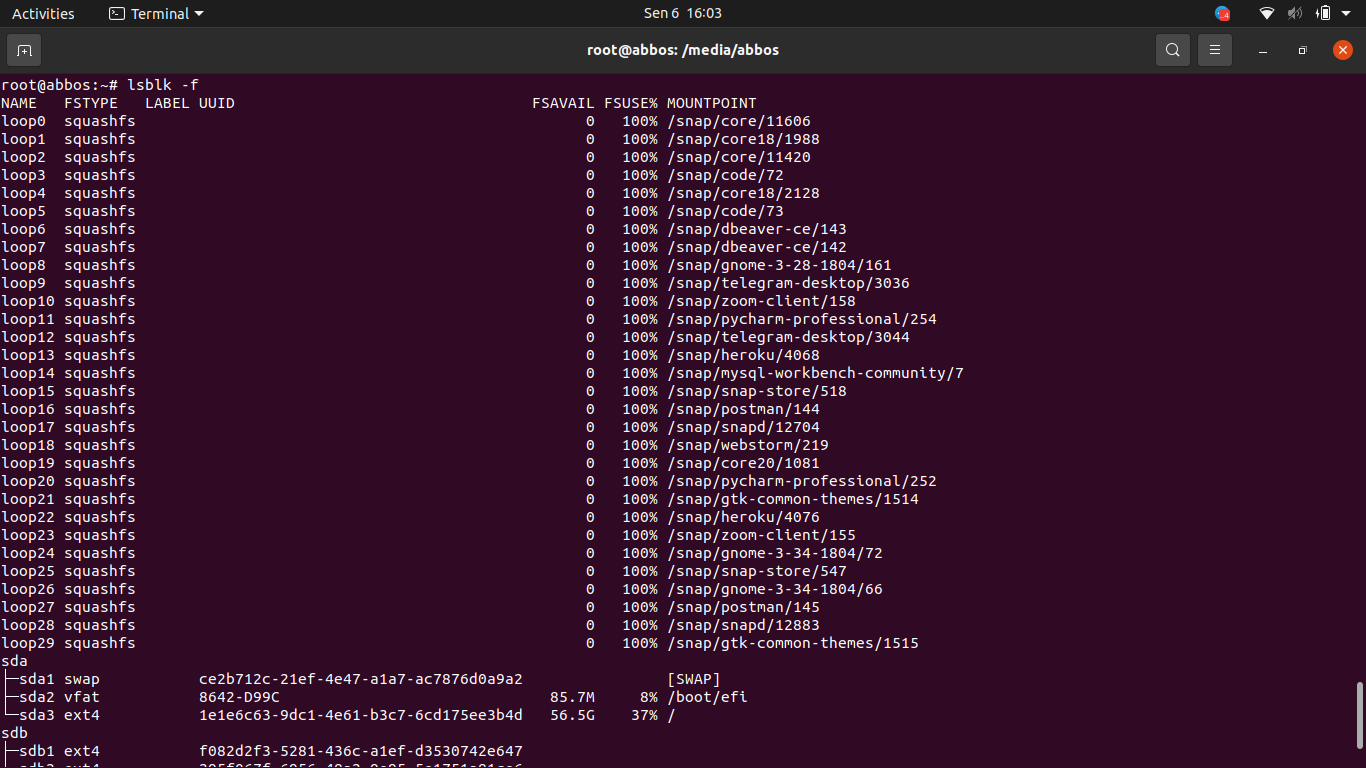 Activities Terminal Sen 6 16:03 4
root@abbos: /media/abbos
root@abbos:~# lsblk -f
NAME FSTYPE LABEL UUID FSAVAIL FSUSE% MOUNTPOINT
loop0 squashfs 0 100% /snap/core/11606
loop1 squashfs 0 100% /snap/core18/1988
loop2 squashfs 0 100% /snap/core/11420
loop3 squashfs 0 100% /snap/code/72
loop4 squashfs 0 100% /snap/core18/2128
loop5 squashfs 0 100% /snap/code/73
loop6 squashfs 0 100% /snap/dbeaver-ce/143
loop7 squashfs 0 100% /snap/dbeaver-ce/142
loop8 squashfs 0 100% /snap/gnome-3-28-1804/161
loop9 squashfs 0 100% /snap/telegram-desktop/3036
loop10 squashfs 0 100% /snap/zoom-client/158
loop11 squashfs 0 100% /snap/pycharm-professional/254
loop12 squashfs 0 100% /snap/telegram-desktop/3044
loop13 squashfs 0 100% /snap/heroku/4068
loop14 squashfs 0 100% /snap/mysql-workbench-community/7
loop15 squashfs 0 100% /snap/snap-store/518
loop16 squashfs 0 100% /snap/postman/144
loop17 squashfs 0 100% /snap/snapd/12704
loop18 squashfs 0 100% /snap/webstorm/219
loop19 squashfs 0 100% /snap/core20/1081
loop20 squashfs 0 100% /snap/pycharm-professional/252
loop21 squashfs 0 100% /snap/gtk-common-themes/1514
loop22 squashfs 0 100% /snap/heroku/4076
loop23 squashfs 0 100% /snap/zoom-client/155
loop24 squashfs 0 100% /snap/gnome-3-34-1804/72
loop25 squashfs 0 100% /snap/snap-store/547
loop26 squashfs 0 100% /snap/gnome-3-34-1804/66
loop27 squashfs 0 100% /snap/postman/145
loop28 squashfs 0 100% /snap/snapd/12883
loop29 squashfs 0 100% /snap/gtk-common-themes/1515
sda
├─sda1 swap ce2b712c-21ef-4e47-a1a7-ac7876d0a9a2 [SWAP]
├─sda2 vfat 8642-D99C 85.7M 8% /boot/efi
└─sda3 ext4 1e1e6c63-9dc1-4e61-b3c7-6cd175ee3b4d 56.5G 37% /
sdb
├─sdb1 ext4 f082d2f3-5281-436c-a1ef-d3530742e647